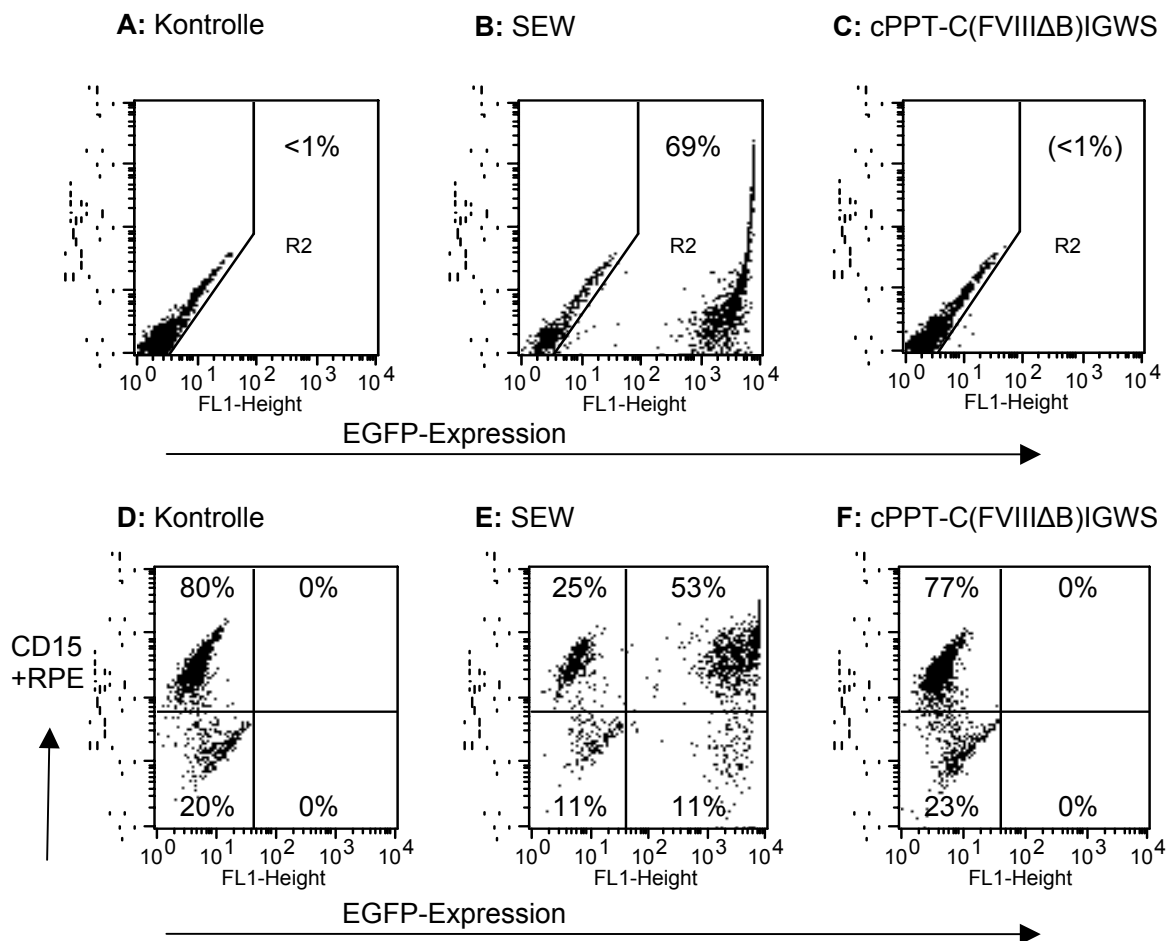 A: Kontrolle
B: SEW
C: cPPT-C(FVIIIΔB)IGWS
<1%
69%
(<1%)
R2
R2
R2
10^0 10^1 10^2 10^3 10^4
10^0 10^1 10^2 10^3 10^4
10^0 10^1 10^2 10^3 10^4
FL1-Height
FL1-Height
FL1-Height
EGFP-Expression
D: Kontrolle
E: SEW
F: cPPT-C(FVIIIΔB)IGWS
80% 0%
25% 53%
77% 0%
CD15
+RPE
20% 0%
11% 11%
23% 0%
10^0 10^1 10^2 10^3 10^4
10^0 10^1 10^2 10^3 10^4
10^0 10^1 10^2 10^3 10^4
FL1-Height
FL1-Height
FL1-Height
EGFP-Expression